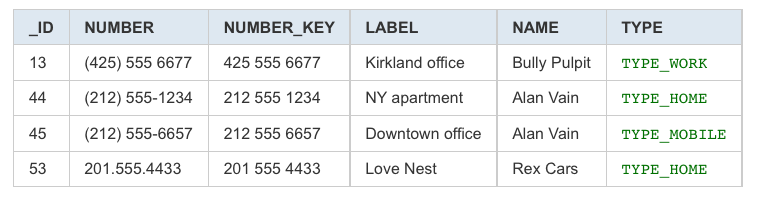 _ID NUMBER NUMBER_KEY LABEL NAME TYPE
13 (425) 555 6677 425 555 6677 Kirkland office Bully Pulpit TYPE_WORK
44 (212) 555-1234 212 555 1234 NY apartment Alan Vain TYPE_HOME
45 (212) 555-6657 212 555 6657 Downtown office Alan Vain TYPE_MOBILE
53 201.555.4433 201 555 4433 Love Nest Rex Cars TYPE_HOME